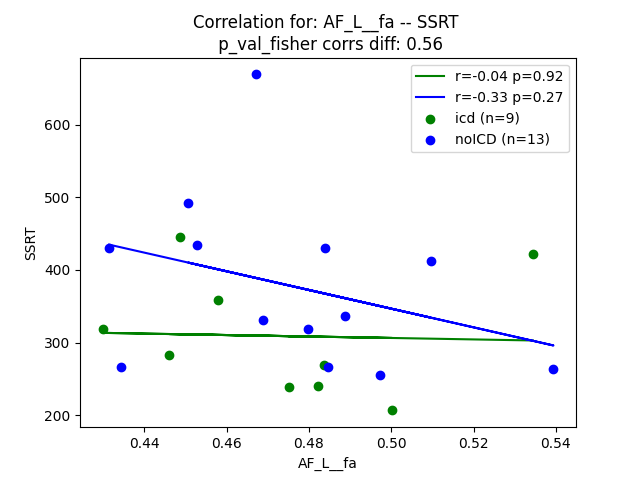 Correlation for: AF_L__fa -- SSRT
p_val_fisher corrs diff: 0.56
r=-0.04 p=0.92
r=-0.33 p=0.27
icd (n=9)
noICD (n=13)
600
500
400
300
200
SSRT
0.44 0.46 0.48 0.50 0.52 0.54
AF_L__fa